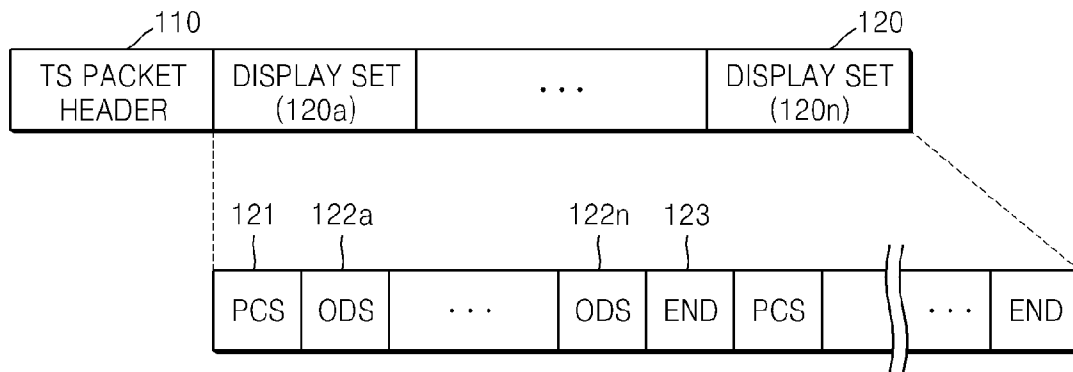 110
120
TS PACKET
HEADER
DISPLAY SET
(120a)
...
DISPLAY SET
(120n)
121
122a
122n
123
PCS
ODS
...
ODS
END
PCS
...
END